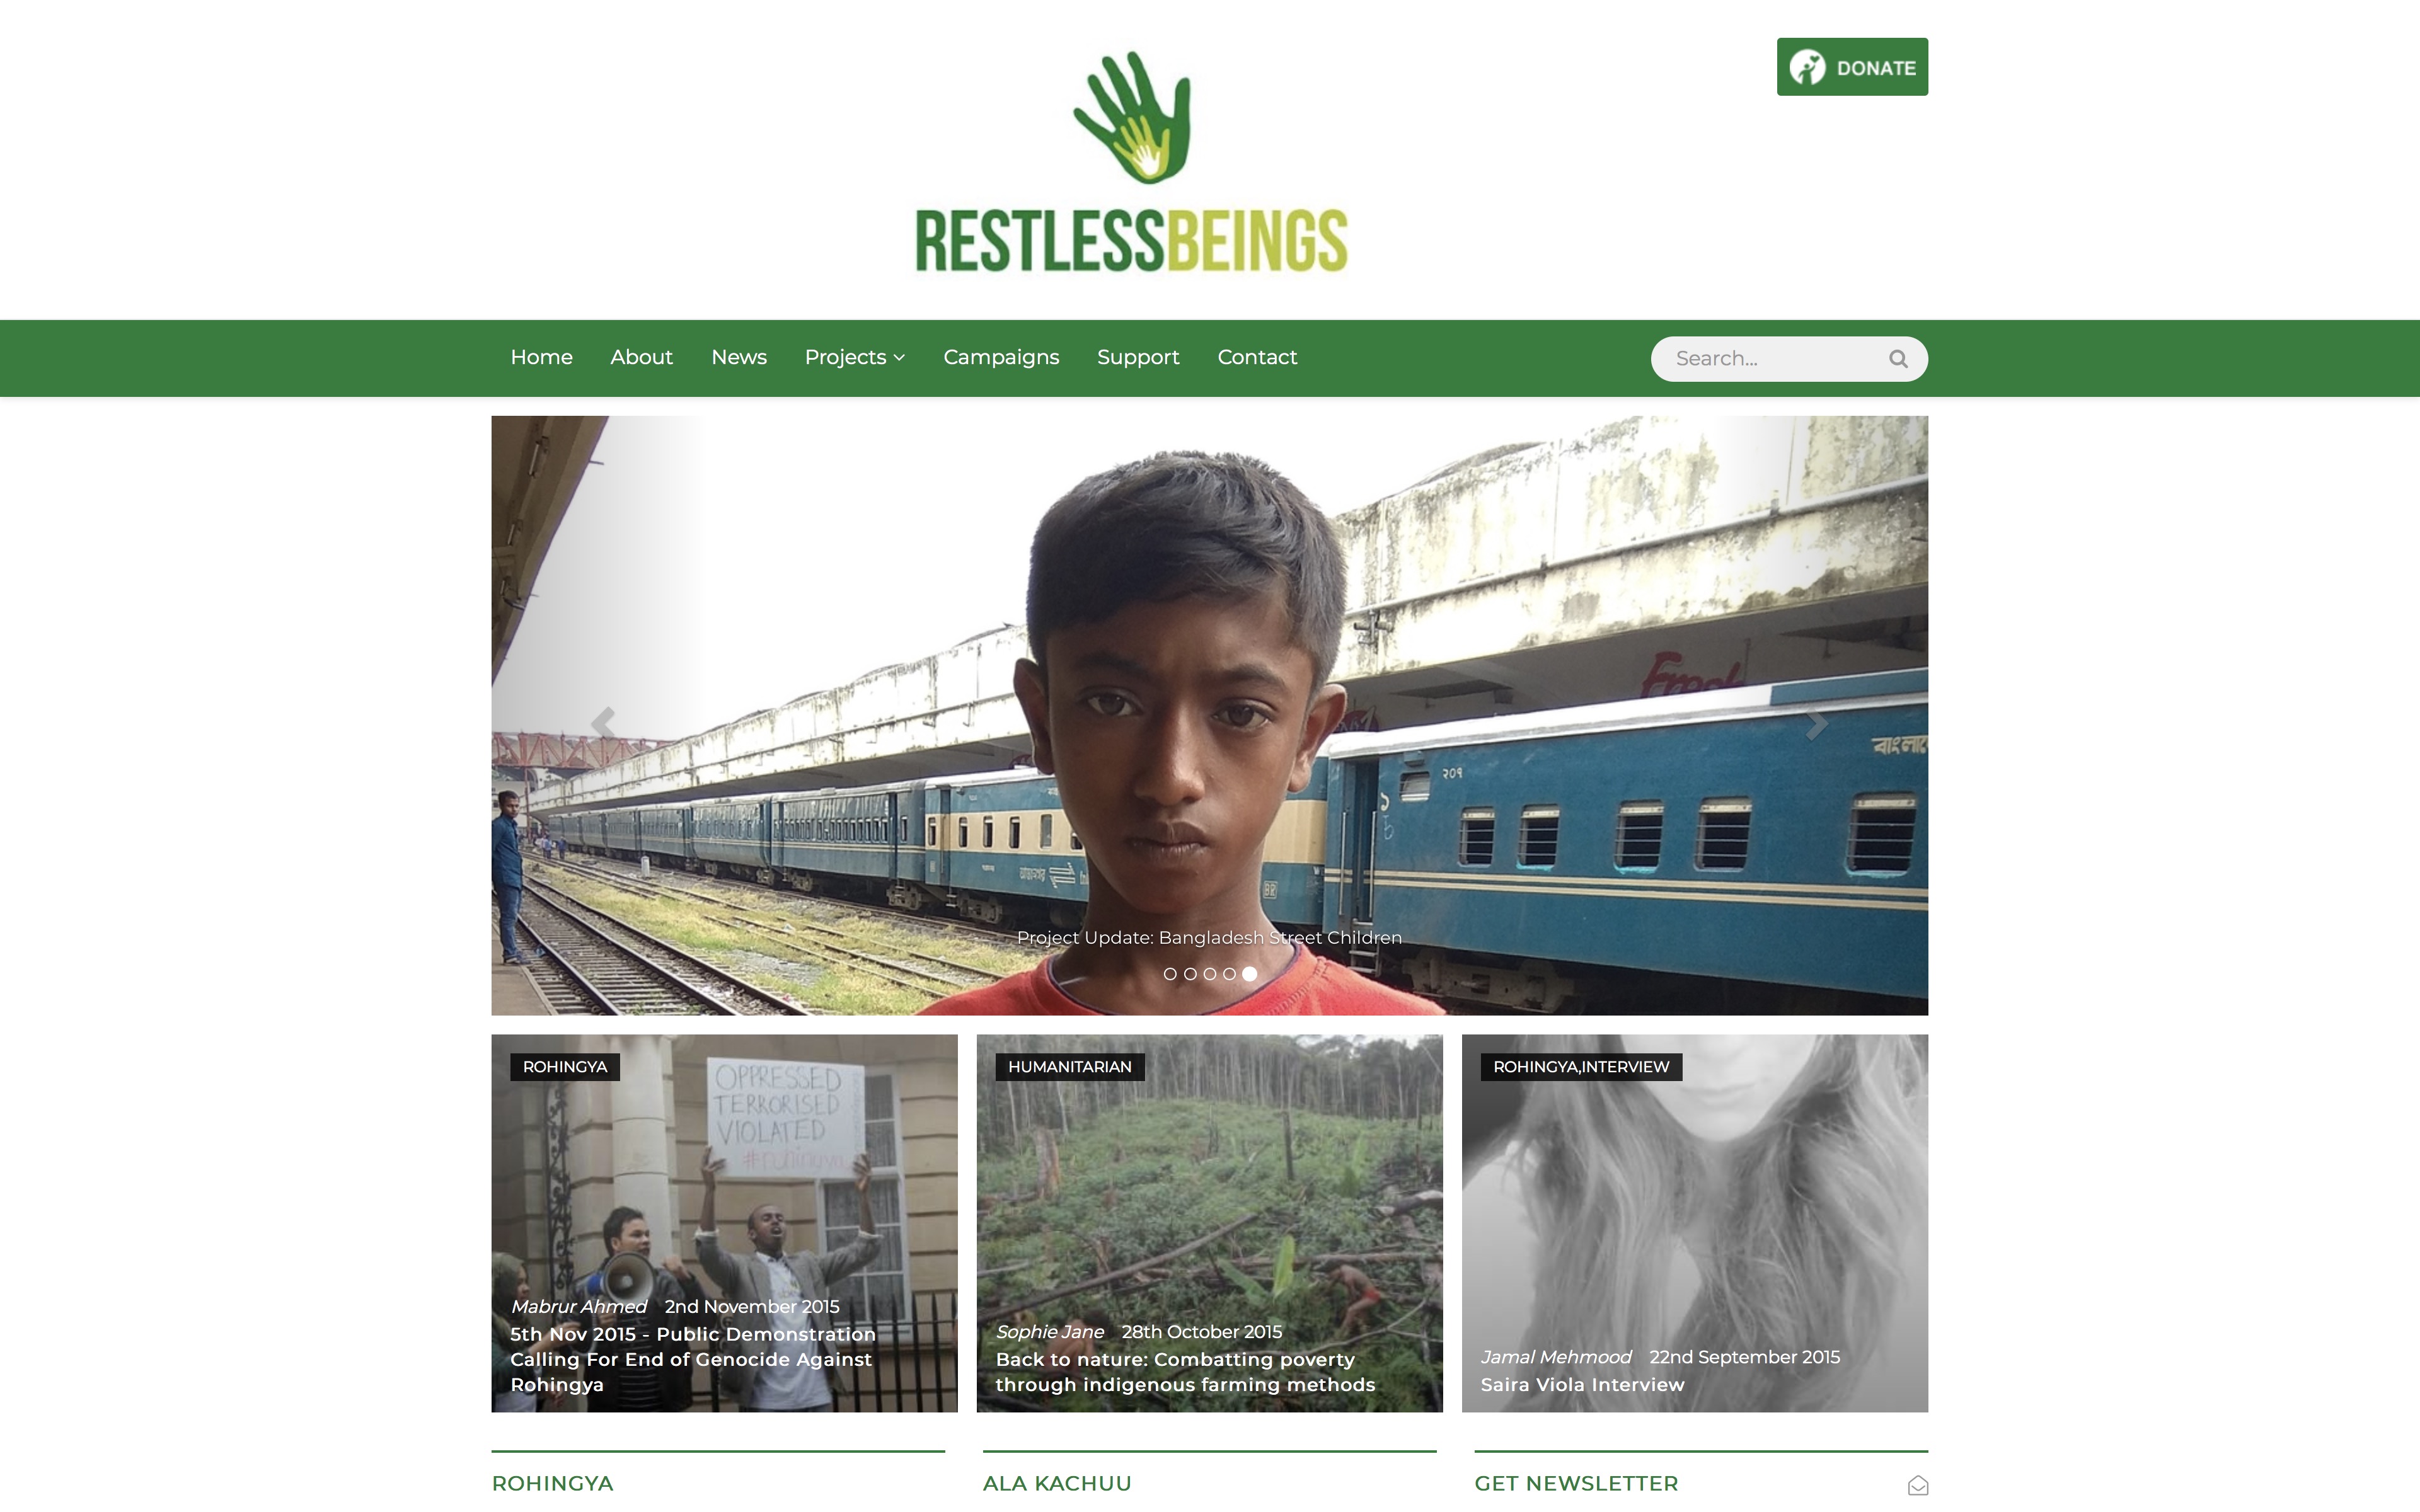 DONATE
RESTLESSBEINGS
Home About News Projects Campaigns Support Contact Search...
Fresh
২০৭
BR
Project Update: Bangladesh Street Children
ROHINGYA
OPPRESSED
TERRORISED
VIOLATED
#rohingya
Mabrur Ahmed 2nd November 2015
5th Nov 2015 - Public Demonstration
Calling For End of Genocide Against
Rohingya
HUMANITARIAN
Sophie Jane 28th October 2015
Back to nature: Combatting poverty
through indigenous farming methods
ROHINGYA,INTERVIEW
Jamal Mehmood 22nd September 2015
Saira Viola Interview
ROHINGYA
ALA KACHUU
GET NEWSLETTER